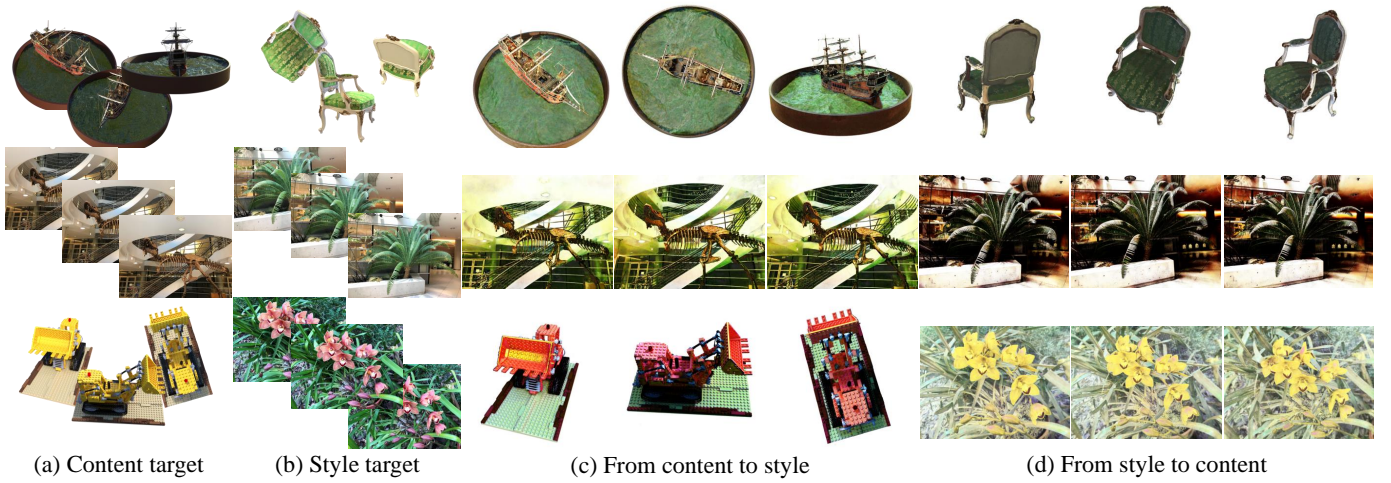 (a) Content target
(b) Style target
(c) From content to style
(d) From style to content